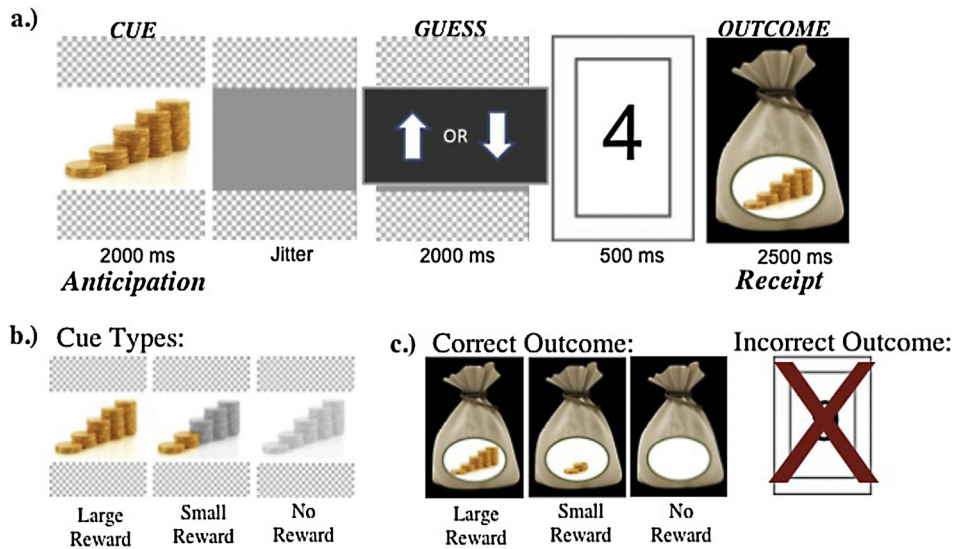 a.)
CUE
GUESS
OUTCOME
OR
4
2000 ms
Jitter
2000 ms
500 ms
2500 ms
Anticipation
Receipt
b.) Cue Types:
Large
Reward
Small
Reward
No
Reward
c.) Correct Outcome:
Incorrect Outcome:
Large
Reward
Small
Reward
No
Reward